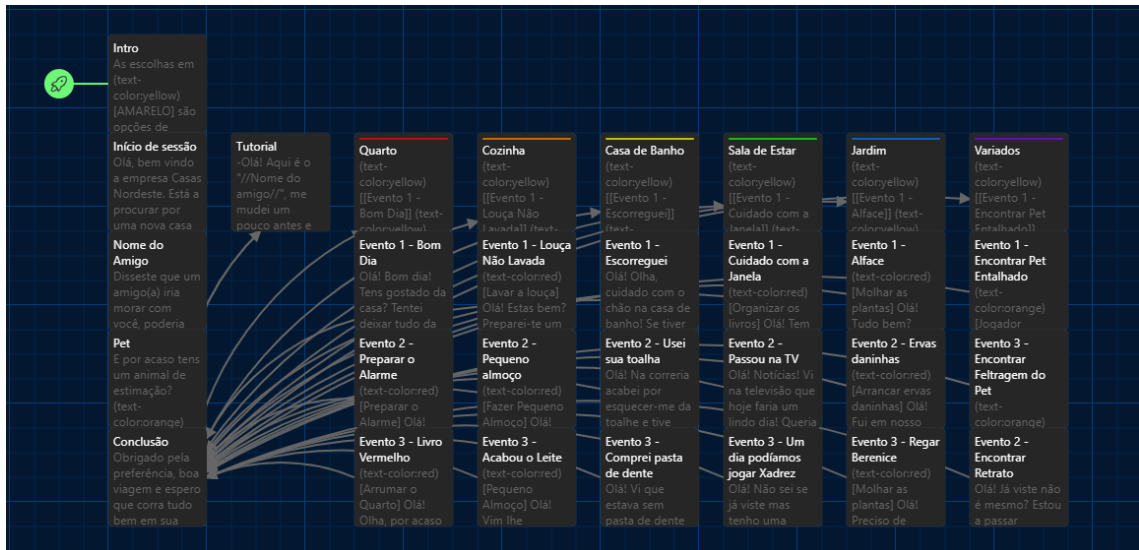 Intro
As escolhas em
(text-
color:yellow)
[AMARELO] são
opções de
Início de sessão
Olá, bem vindo
a empresa Casas
Nordeste. Está a
procurar por
uma nova casa
Nome do
Amigo
Disseste que um
amigo(a) iria
morar com
você, poderia
Pet
E por acaso tens
um animal de
estimação?
(text-
color:orange)
Conclusão
Obrigado pela
preferência, boa
viagem e espero
que corra tudo
bem em sua
Tutorial
-Olá! Aqui é o
"//Nome do
amigo//", me
mudei um
pouco antes e
Quarto
(text-
color:yellow)
[[Evento 1 -
Bom Dia]] (text-
color:yellow)
Evento 1 - Bom
Dia
Olá! Bom dia!
Tens gostado da
casa? Tentei
deixar tudo da
Evento 2 -
Preparar o
Alarme
(text-color:red)
[Preparar o
Alarme] Olá!
Evento 3 - Livro
Vermelho
(text-color:red)
[Arrumar o
Quarto] Olá!
Olha, por acaso
Cozinha
(text-
color:yellow)
[[Evento 1 -
Louça Não
Lavada]] (text-
Evento 1 - Louça
Não Lavada
(text-color:red)
[Lavar a louça]
Olá! Estas bem?
Preparei-te um
Evento 2 -
Pequeno
almoço
(text-color:red)
[Fazer Pequeno
Almoço] Olá!
Evento 3 -
Acabou o Leite
(text-color:red)
[Pequeno
Almoço] Olá!
Vim lhe
Casa de Banho
(text-
color:yellow)
[[Evento 1 -
Escorreguei]]
(text-
Evento 1 -
Escorreguei
Olá! Olha,
cuidado com o
chão na casa de
banho! Se tiver
Evento 2 - Usei
sua toalha
Olá! Na correria
acabei por
esquecer-me da
toalhe e tive
Evento 3 -
Comprei pasta
de dente
Olá! Vi que
estava sem
pasta de dente
Sala de Estar
(text-
color:yellow)
[[Evento 1 -
Cuidado com a
Janela]] (text-
Evento 1 -
Cuidado com a
Janela
(text-color:red)
[Organizar os
livros] Olá! Tem
Evento 2 -
Passou na TV
Olá! Notícias! Vi
na televisão que
hoje faria um
lindo dia! Queria
Evento 3 - Um
dia podíamos
jogar Xadrez
Olá! Não sei se
já viste mas
tenho uma
Jardim
(text-
color:yellow)
[[Evento 1 -
Alface]] (text-
color:yellow)
Evento 1 -
Alface
(text-color:red)
[Molhar as
plantas] Olá!
Tudo bem?
Evento 2 - Ervas
daninhas
(text-color:red)
[Arrancar ervas
daninhas] Olá!
Fui em nosso
Evento 3 - Regar
Berenice
(text-color:red)
[Molhar as
plantas] Olá!
Preciso de
Variados
(text-
color:yellow)
[[Evento 1 -
Encontrar Pet
Entalhado]]
Evento 1 -
Encontrar Pet
Entalhado
(text-
color:orange)
[Jogador
Evento 3 -
Encontrar
Feltragem do
Pet
(text-
color:orange)
Evento 2 -
Encontrar
Retrato
Olá! Já viste não
é mesmo? Estou
a passar